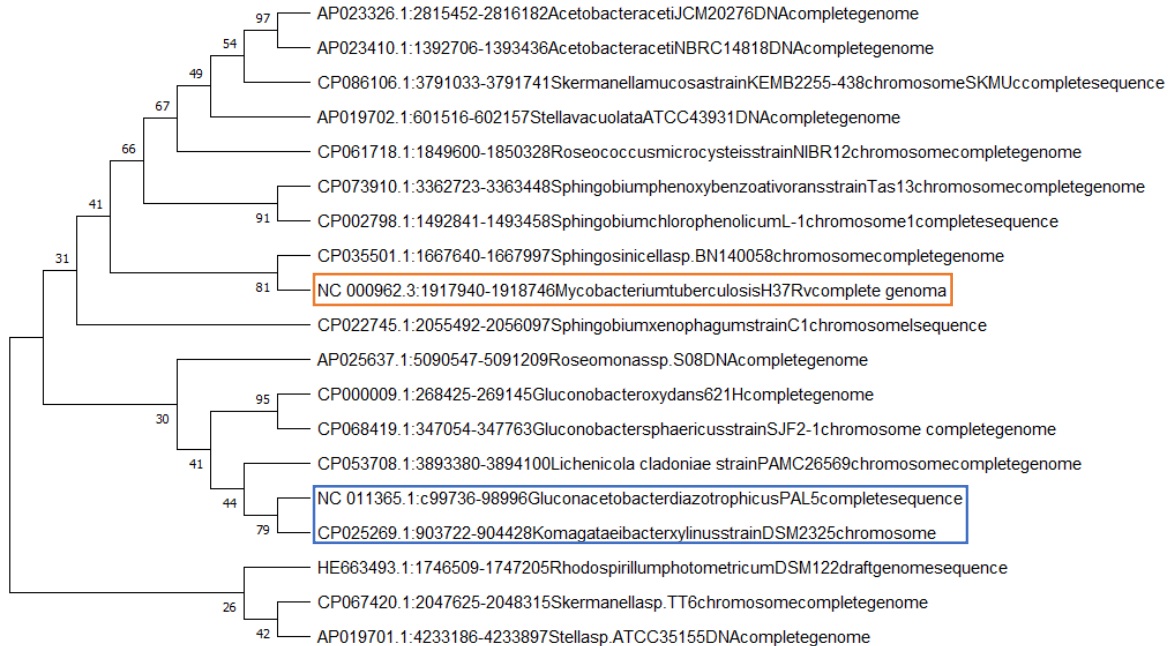 AP023326.1:2815452-2816182AcetobacteracetiJCM20276DNAcompletegenome
97
AP023410.1:1392706-1393436AcetobacteracetiNBRC14818DNAcompletegenome
54
CP086106.1:3791033-3791741SkermanellamucosastrainKEMB2255-438chromosomeSKMUccompletesequence
49
AP019702.1:601516-602157StellavacuolataATCC43931DNAcompletegenome
67
CP061718.1:1849600-1850328RoseococcusmicrocysteisstrainNIBR12chromosomecompletegenome
66
CP073910.1:3362723-3363448SphingobiumphenoxybenzoativoransstrainTas13chromosomecompletegenome
91
CP002798.1:1492841-1493458SphingobiumchlorophenolicumL-1chromosome1completesequence
41
CP035501.1:1667640-1667997Sphingosinicellasp.BN140058chromosomecompletegenome
31
81
NC 000962.3:1917940-1918746MycobacteriumtuberculosisH37Rvcomplete genoma
CP022745.1:2055492-2056097SphingobiumxenophagumstrainC1chromosomelsequence
AP025637.1:5090547-5091209Roseomonassp.S08DNAcompletegenome
30
CP000009.1:268425-269145Gluconobacteroxydans621Hcompletegenome
95
CP068419.1:347054-347763GluconobactersphaericusstrainSJF2-1chromosome completegenome
41
CP053708.1:3893380-3894100Lichenicola cladoniae strainPAMC26569chromosomecompletegenome
44
NC 011365.1:c99736-98996GluconacetobacterdiazotrophicusPAL5completesequence
79
CP025269.1:903722-904428KomagataeibacterxylinusstrainDSM2325chromosome
HE663493.1:1746509-1747205RhodospirillumphotometricumDSM122draftgenomesequence
26
CP067420.1:2047625-2048315Skermanellasp.TT6chromosomecompletegenome
42
AP019701.1:4233186-4233897Stellasp.ATCC35155DNAcompletegenome